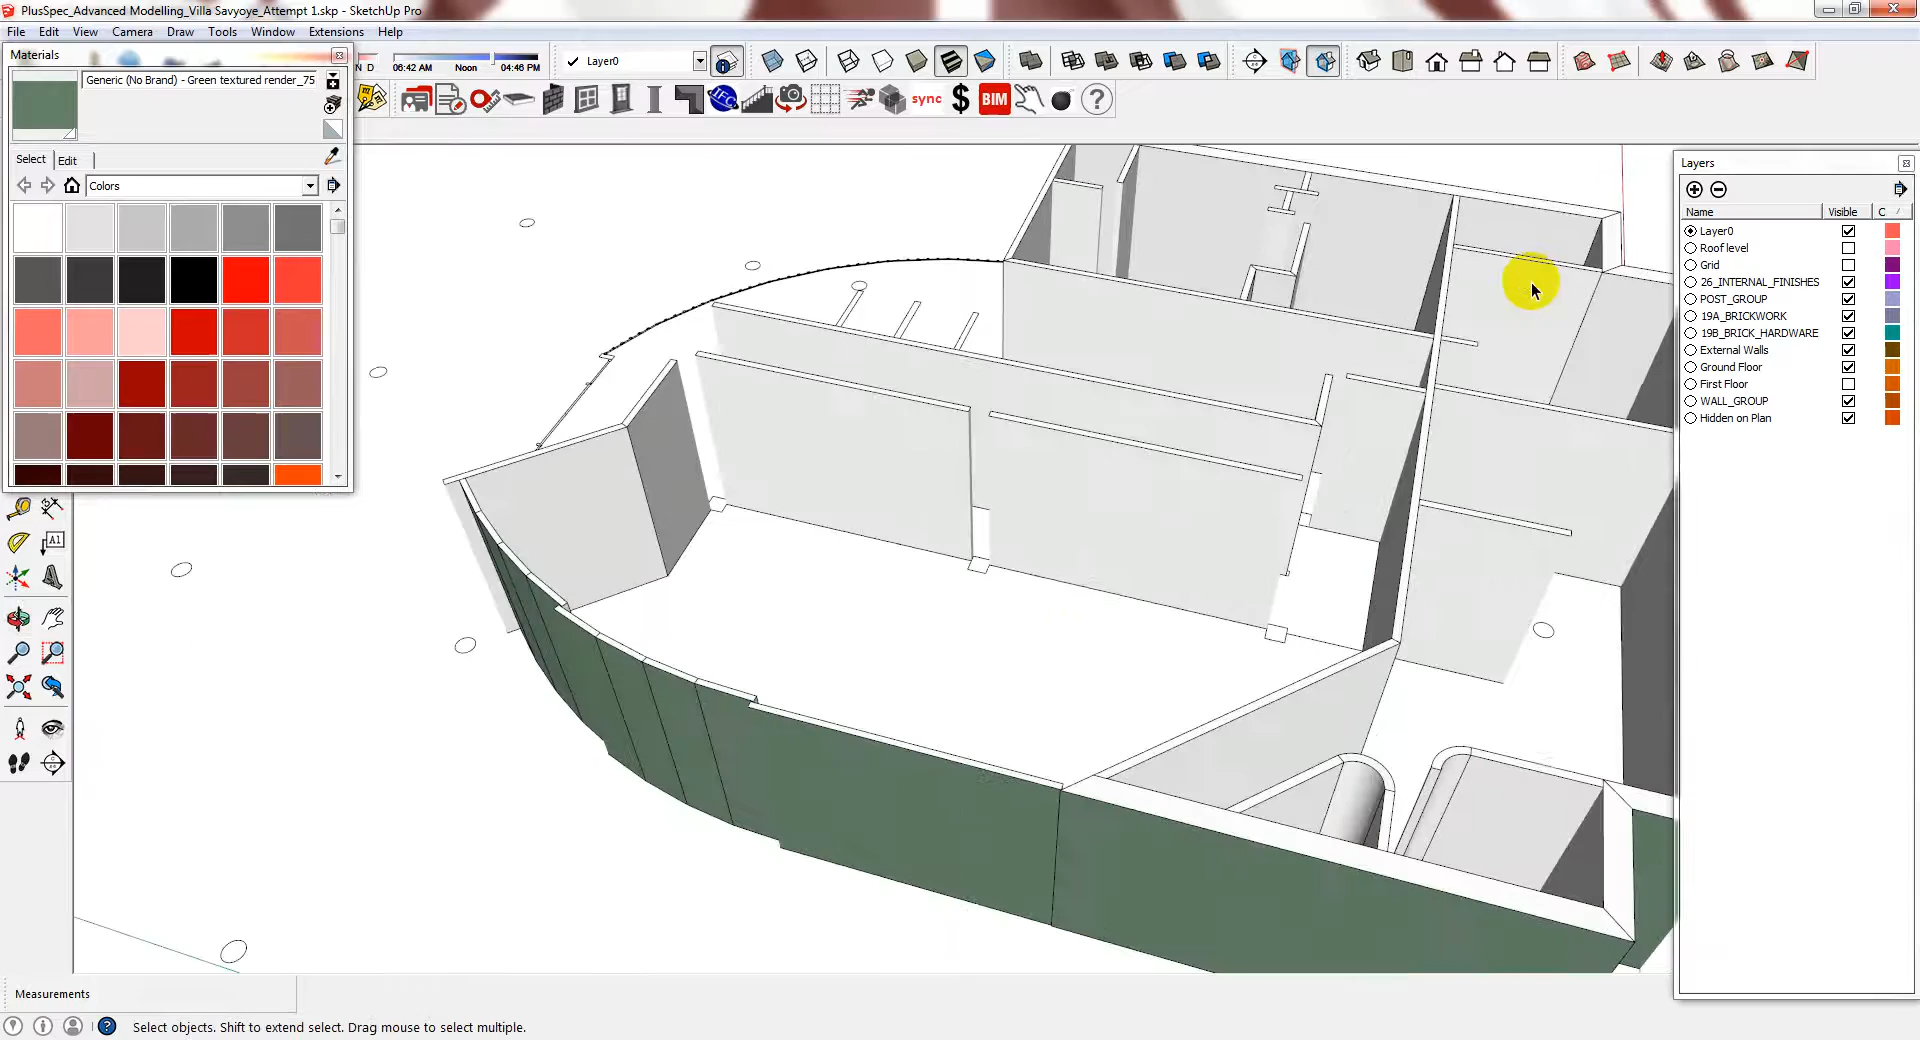 PlusSpec_Advanced Modelling_Villa Savyoye_Attempt 1.skp - SketchUp Pro
File Edit View Camera Draw Tools Window Extensions Help
Materials
N D 06:42 AM Noon 04:46 PM Layer0
Generic (No Brand) - Green textured render_75
IFC sync $ BIM ?
Select Edit
Colors
Layers
Name Visible C
Layer0
Roof level
Grid
26_INTERNAL_FINISHES
POST_GROUP
19A_BRICKWORK
19B_BRICK_HARDWARE
External Walls
Ground Floor
First Floor
WALL_GROUP
Hidden on Plan
A1
Measurements
Select objects. Shift to extend select. Drag mouse to select multiple.